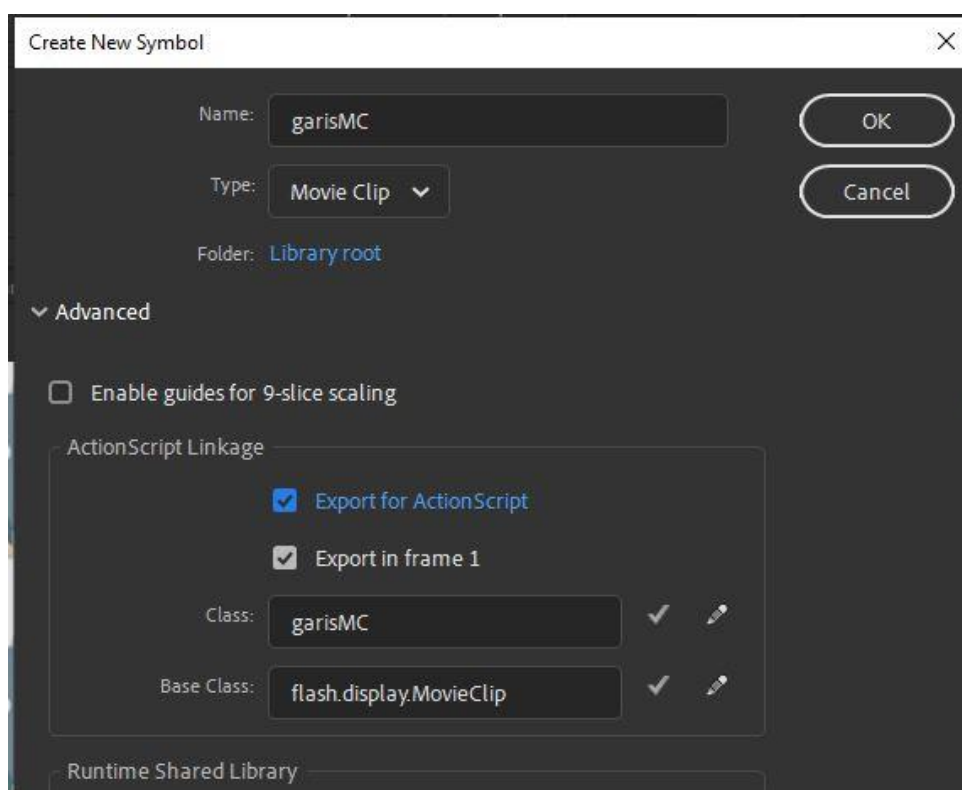 Create New Symbol
Name: garisMC
OK
Type: Movie Clip
Cancel
Folder: Library root
Advanced
Enable guides for 9-slice scaling
ActionScript Linkage
Export for ActionScript
Export in frame 1
Class: garisMC
Base Class: flash.display.MovieClip
Runtime Shared Library